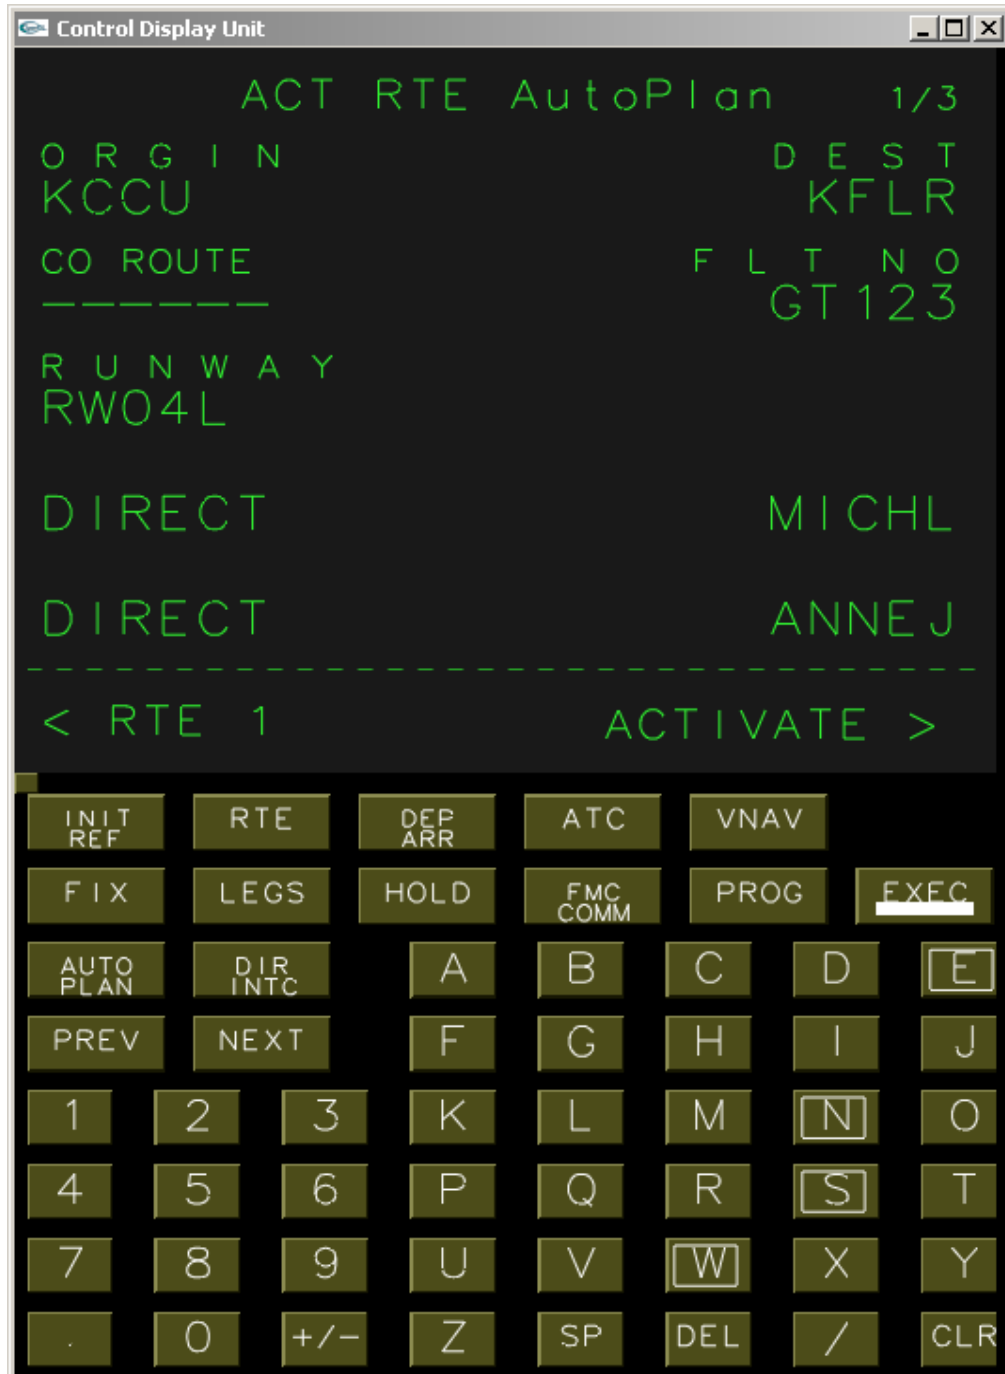 Control Display Unit
ACT RTE AutoPlan 1/3
ORGIN DEST
KCCU KFLR
CO ROUTE FLT NO
------ GT123
RUNWAY
RW04L
DIRECT MICHL
DIRECT ANNEJ
--------------------------------
< RTE 1 ACTIVATE >
INIT REF RTE DEP ARR ATC VNAV
FIX LEGS HOLD FMC COMM PROG EXEC
AUTO PLAN DIR INTC A B C D E
PREV NEXT F G H I J
1 2 3 K L M N O
4 5 6 P Q R S T
7 8 9 U V W X Y
. 0 +/- Z SP DEL / CLR